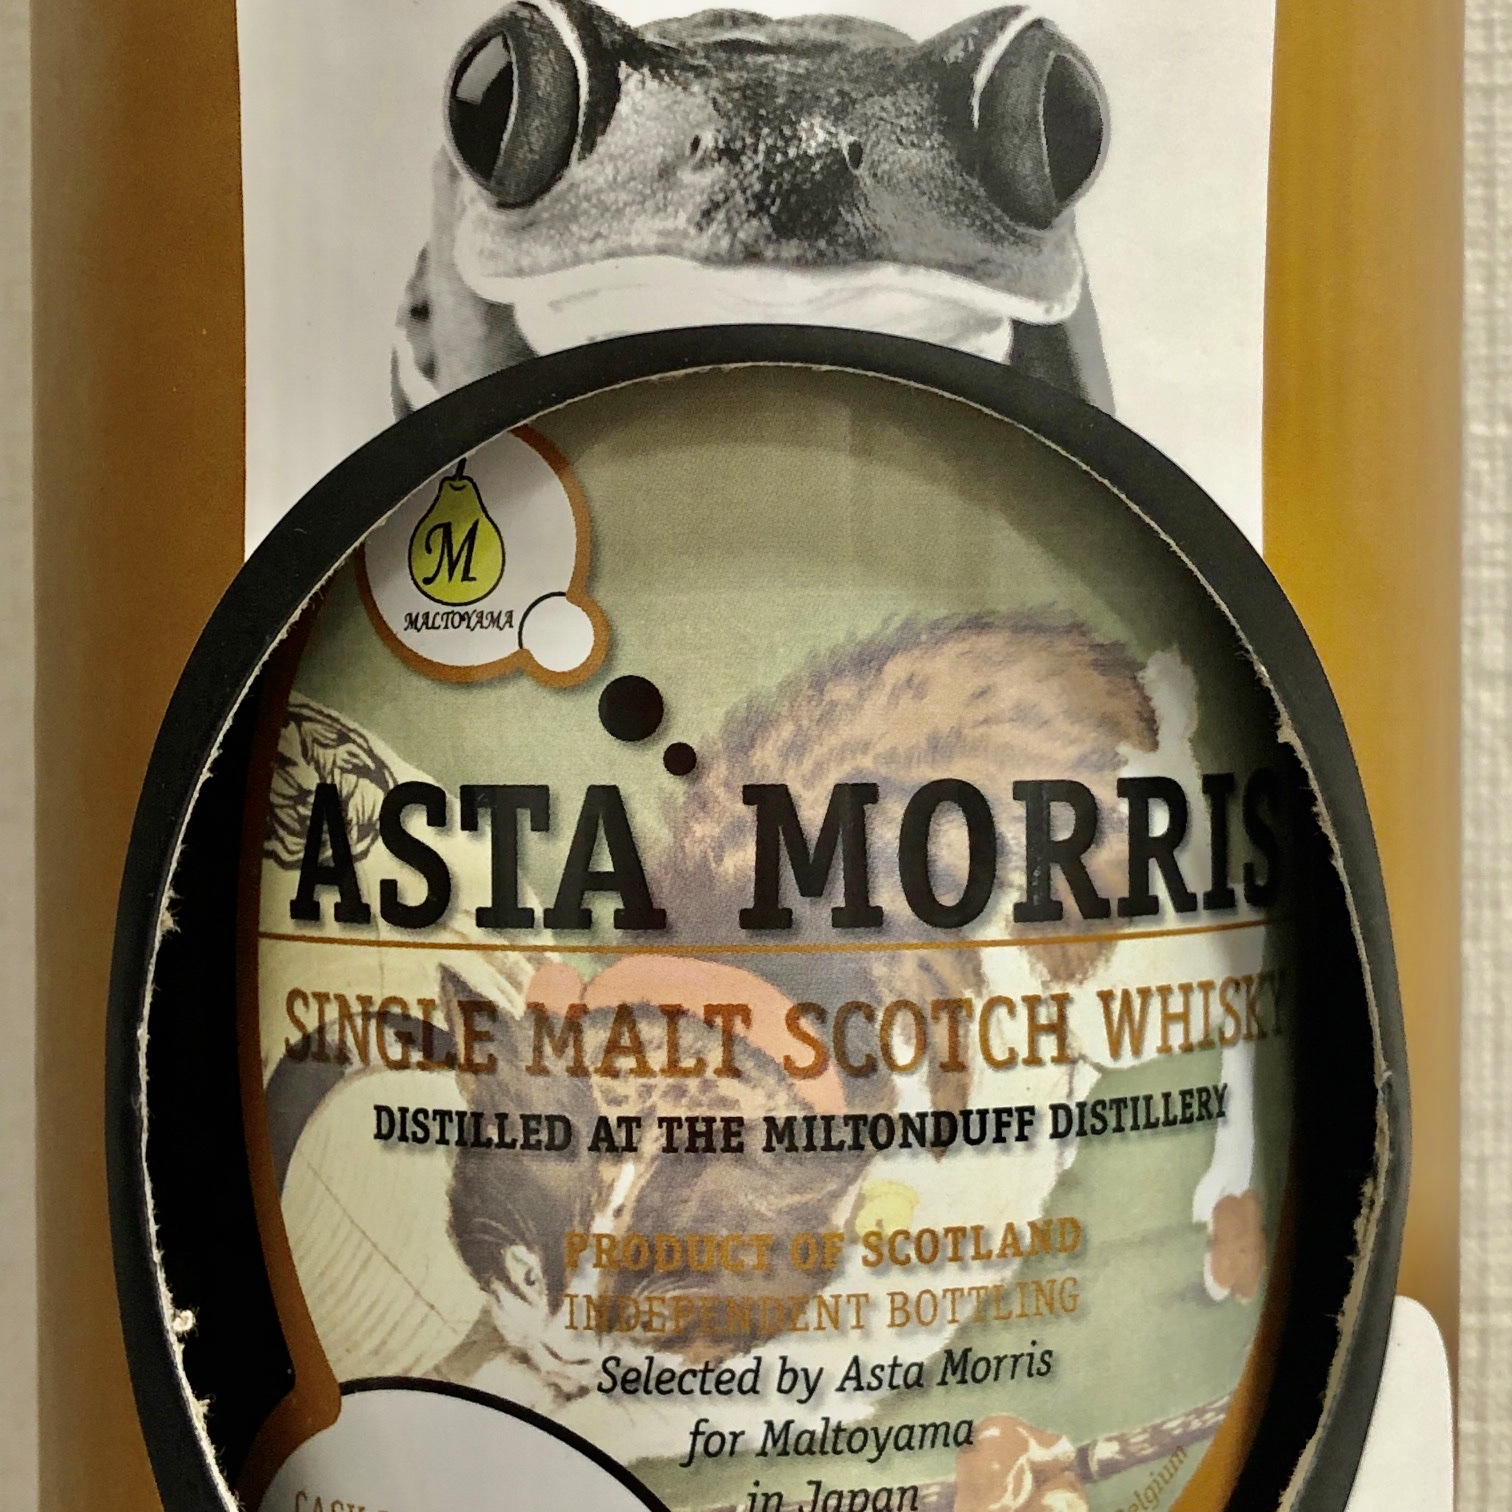 M
MALTOYAMA
ASTA MORRIS
SINGLE MALT SCOTCH WHISKY
DISTILLED AT THE MILTONDUFF DISTILLERY
PRODUCT OF SCOTLAND
INDEPENDENT BOTTLING
Selected by Asta Morris
for Maltoyama
in Japan